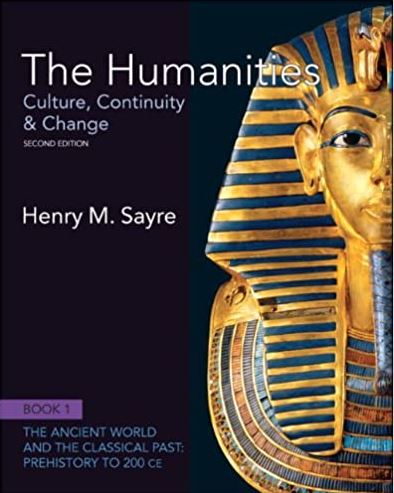 The Humanities
Culture, Continuity
& Change
SECOND EDITION
Henry M. Sayre
BOOK 1
THE ANCIENT WORLD
AND THE CLASSICAL PAST:
PREHISTORY TO 200 CE